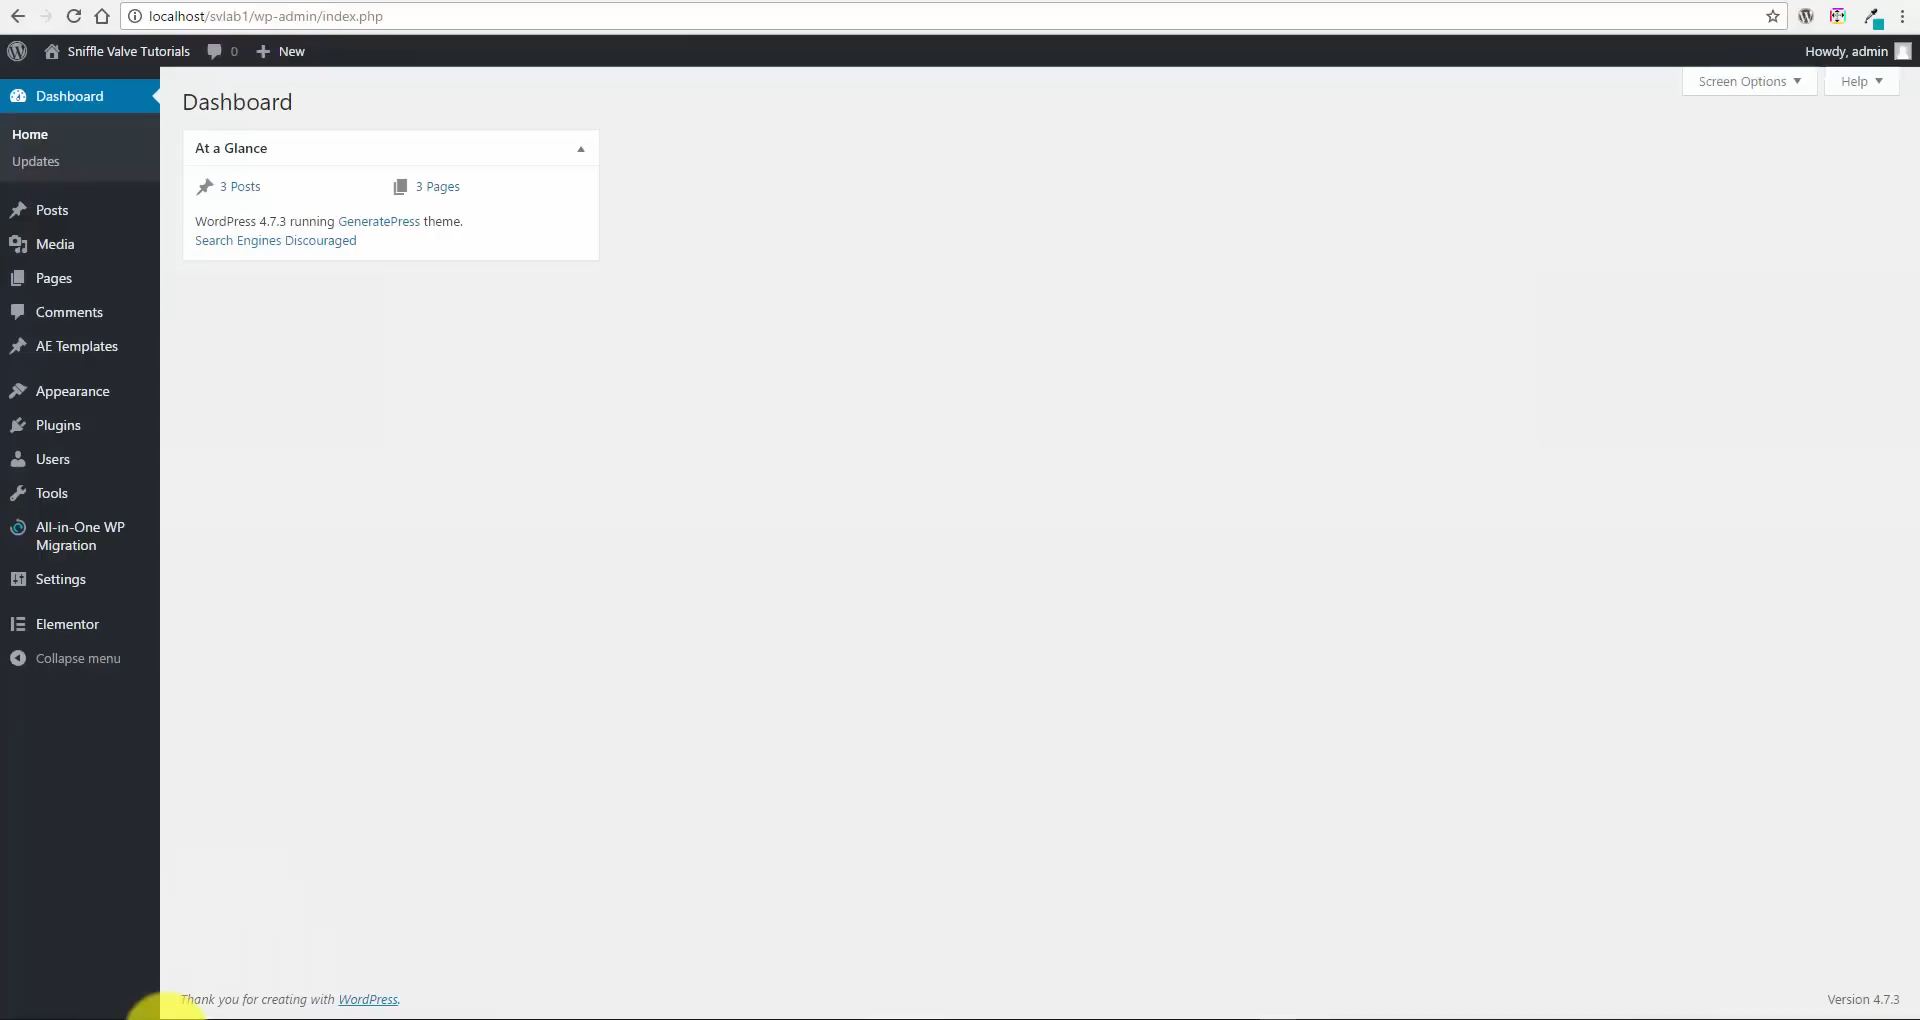 localhost/svlab1/wp-admin/index.php
Sniffle Valve Tutorials 0 New Howdy, admin
Dashboard
Home
Updates
Posts
Media
Pages
Comments
AE Templates
Appearance
Plugins
Users
Tools
All-in-One WP
Migration
Settings
Elementor
Collapse menu
Screen Options Help
Dashboard
At a Glance
3 Posts 3 Pages
WordPress 4.7.3 running GeneratePress theme.
Search Engines Discouraged
Thank you for creating with WordPress.
Version 4.7.3